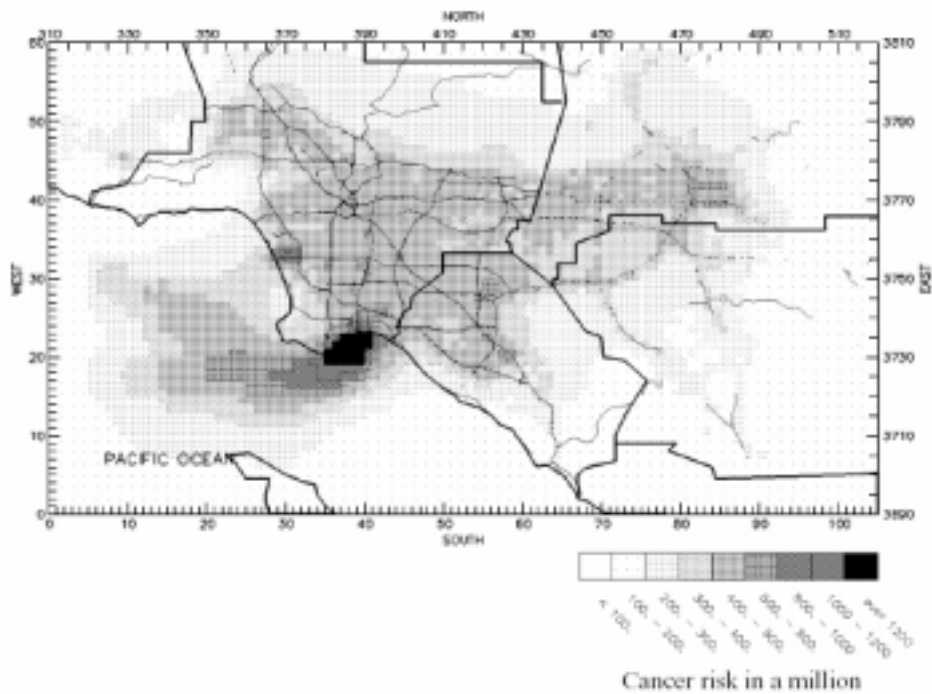 NORTH
310 330 350 370 390 410 430 450 470 490 510
60 3810
50 3790
40 3770
WEST 30 3750 EAST
20 3730
10 3710
PACIFIC OCEAN
0 3690
0 10 20 30 40 50 60 70 80 90 100
SOUTH
< 100.
100. - 200.
200. - 300.
300. - 400.
400. -
- 800.
800. - 1000
1000 - 1200
over 1200
Cancer risk in a million